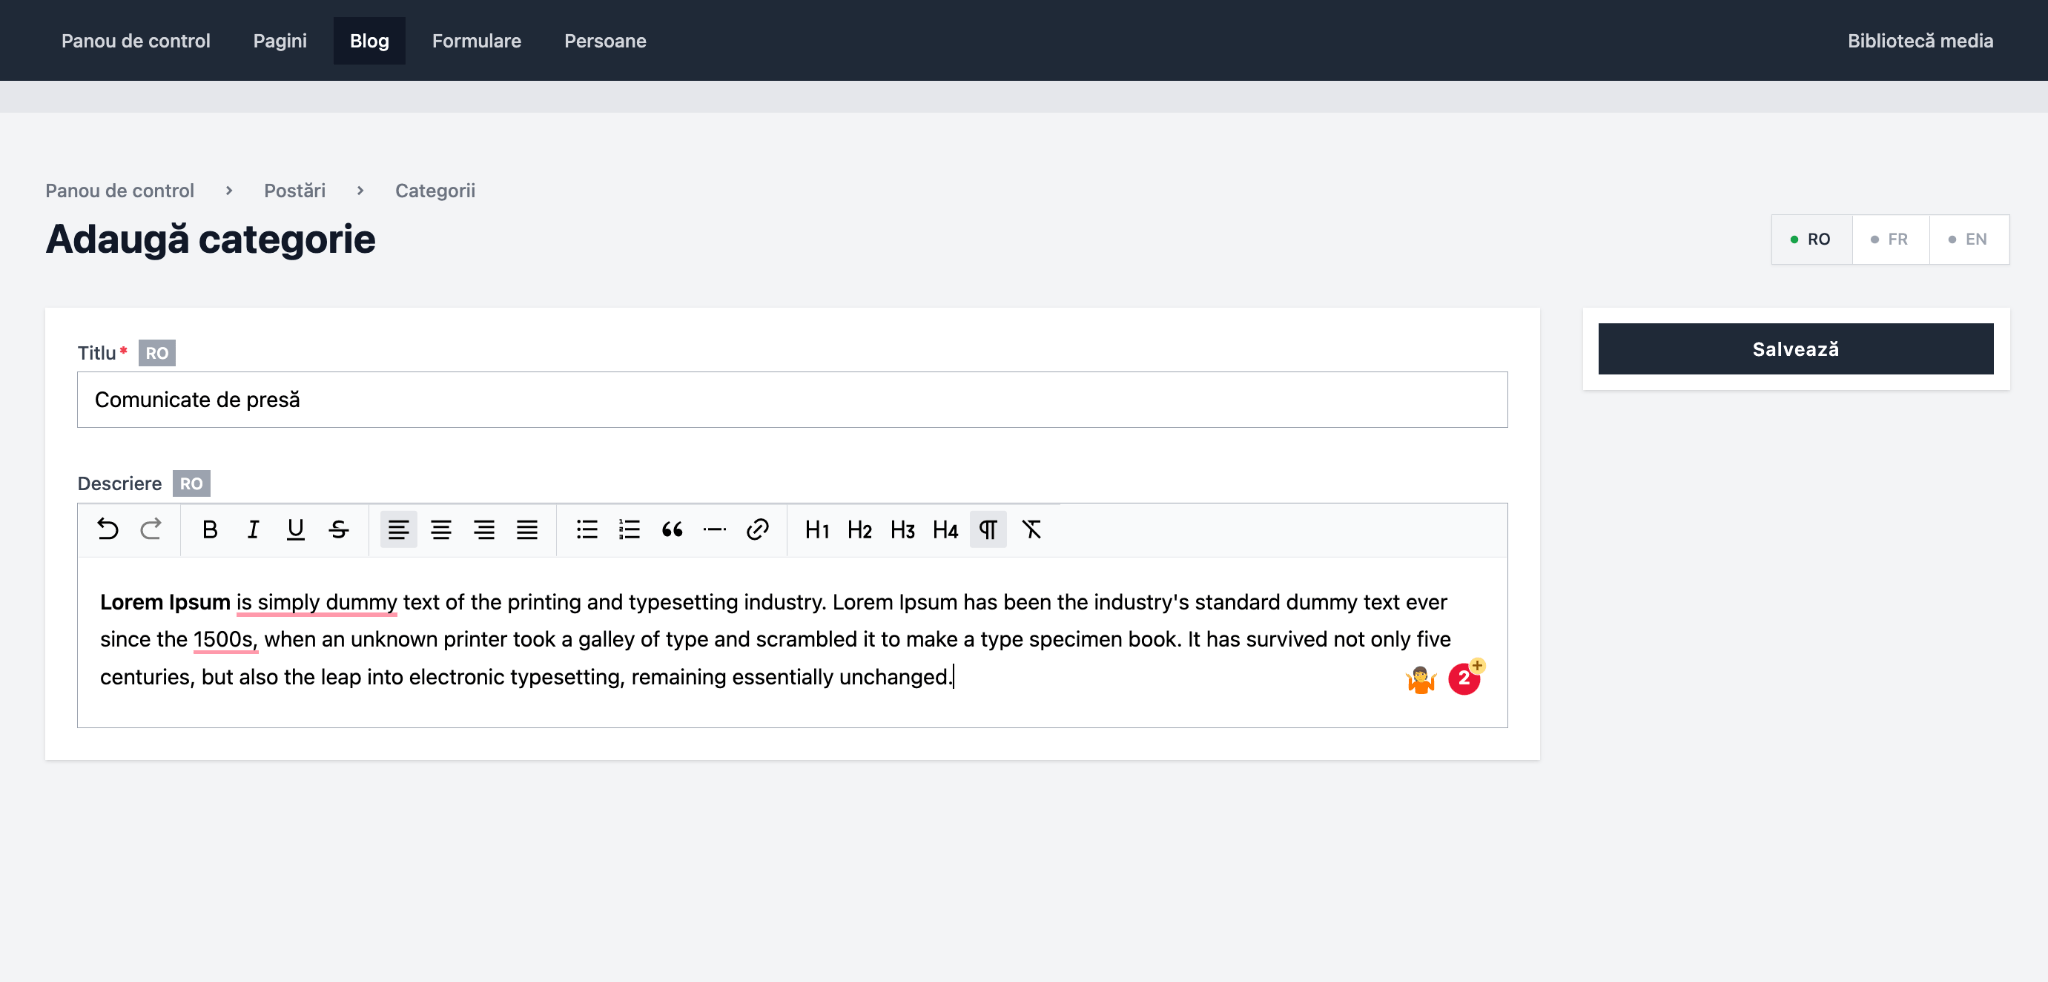 Panou de control Pagini Blog Formulare Persoane Bibliotecă media
Panou de control > Postări > Categorii
Adaugă categorie
RO FR EN
Titlu* RO
Comunicate de presă
Salvează
Descriere RO
B I U S H1 H2 H3 H4
Lorem Ipsum is simply dummy text of the printing and typesetting industry. Lorem Ipsum has been the industry's standard dummy text ever
since the 1500s, when an unknown printer took a galley of type and scrambled it to make a type specimen book. It has survived not only five
centuries, but also the leap into electronic typesetting, remaining essentially unchanged.
2